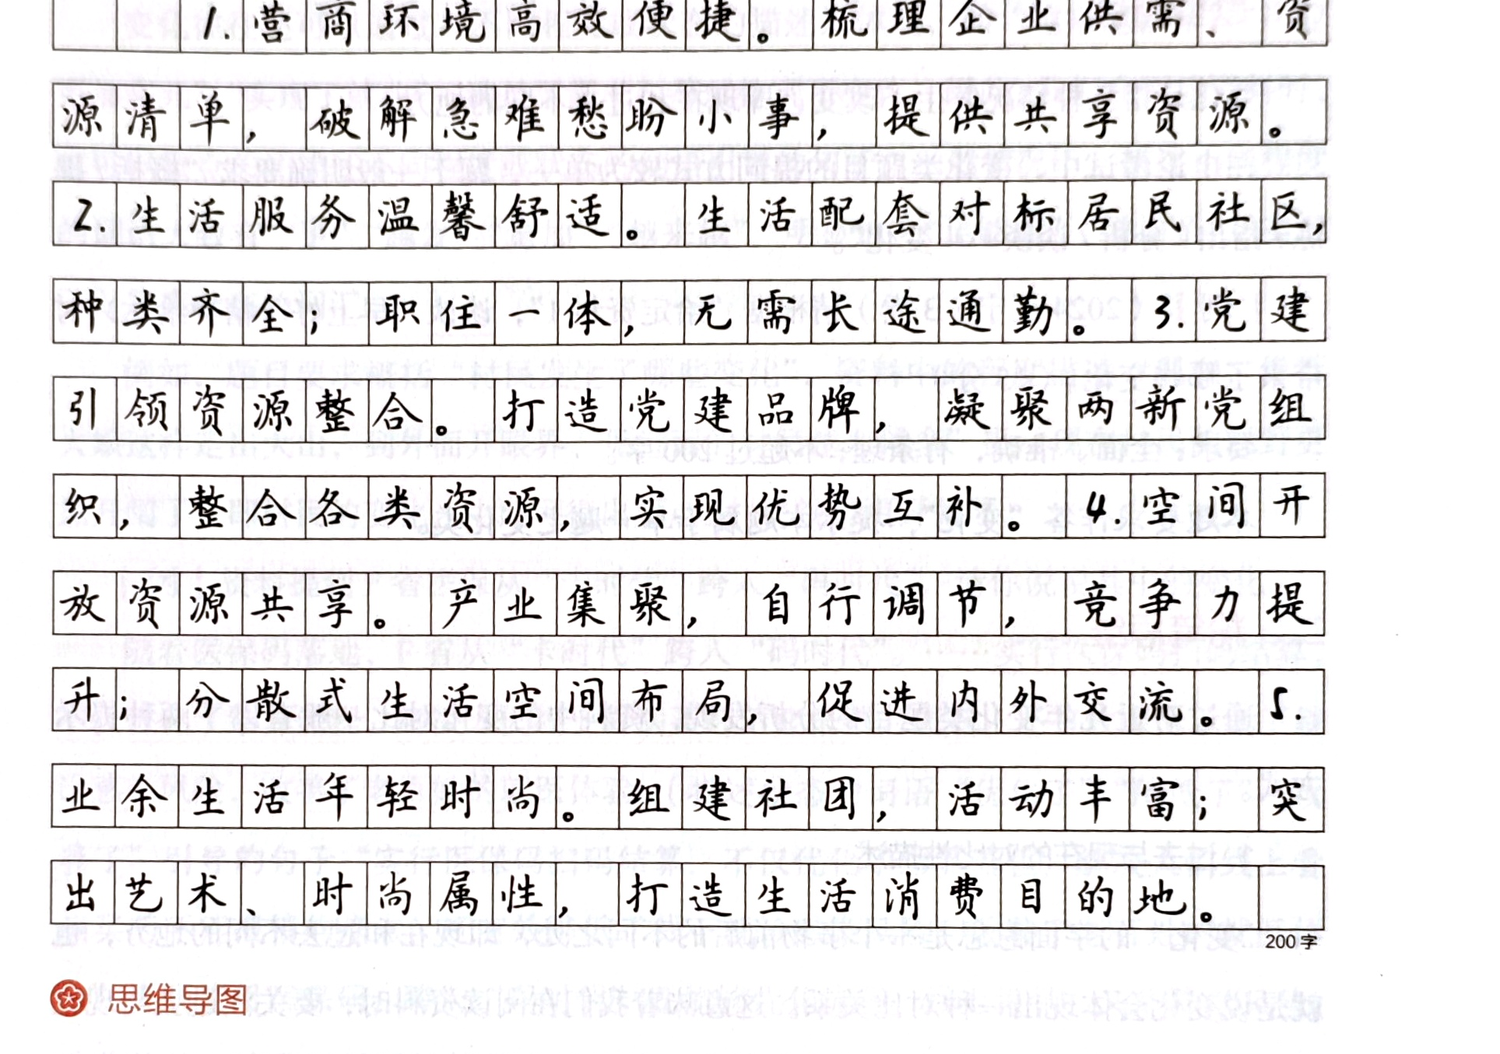 1.营商环境高效便捷。梳理企业供需、资
源清单，破解急难愁盼小事，提供共享资源。
2.生活服务温馨舒适。生活配套对标居民社区，
种类齐全；职住一体，无需长途通勤。3.党建
引领资源整合。打造党建品牌，凝聚两新党组
织，整合各类资源，实现优势互补。4.空间开
放资源共享。产业集聚，自行调节，竞争力提
升；分散式生活空间布局，促进内外交流。5.
业余生活年轻时尚。组建社团，活动丰富；突
出艺术、时尚属性，打造生活消费目的地。
200字
思维导图